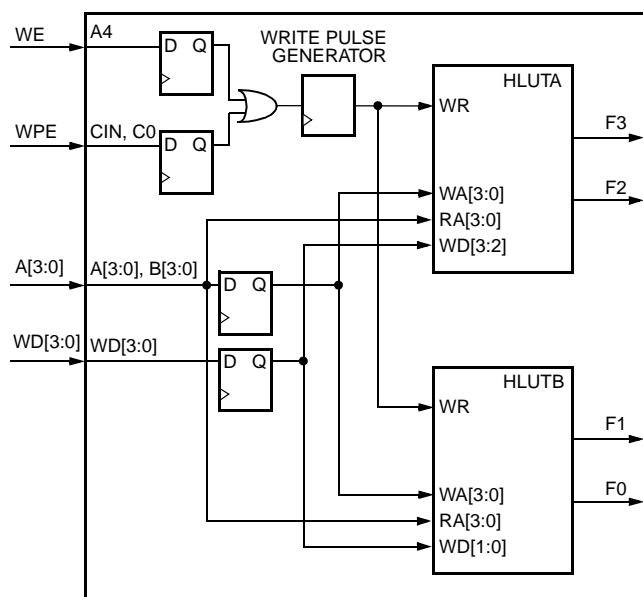 WE
A4
D Q
WRITE PULSE
GENERATOR
HLUTA
WR
F3
WPE
CIN, C0
D Q
F2
WA[3:0]
RA[3:0]
WD[3:2]
A[3:0]
A[3:0], B[3:0]
D Q
WD[3:0]
WD[3:0]
D Q
HLUTB
WR
F1
WA[3:0]
F0
RA[3:0]
WD[1:0]